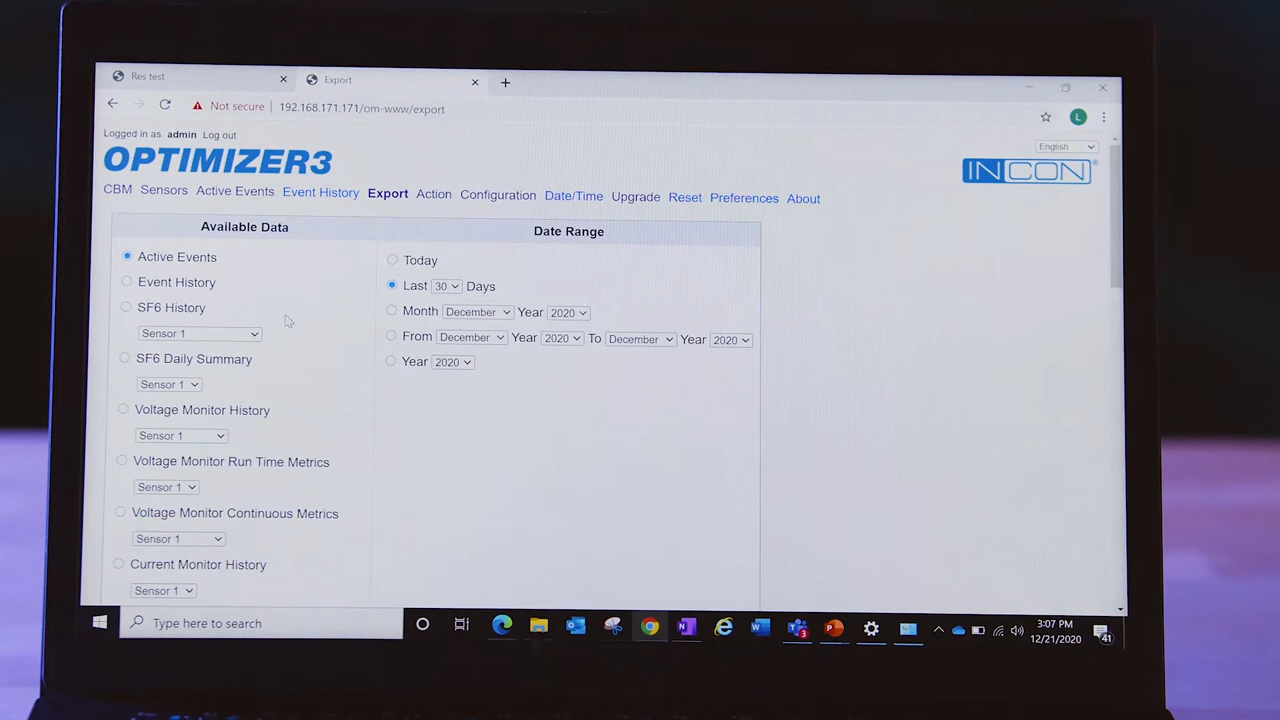 Res test
Export
Not secure 192.168.171.171/om-www/export
L
Logged in as admin Log out
English
OPTIMIZER3
INCON®
CBM Sensors Active Events Event History Export Action Configuration Date/Time Upgrade Reset Preferences About
Available Data
Date Range
Active Events
Event History
SF6 History
Sensor 1
SF6 Daily Summary
Sensor 1
Voltage Monitor History
Sensor 1
Voltage Monitor Run Time Metrics
Sensor 1
Voltage Monitor Continuous Metrics
Sensor 1
Current Monitor History
Sensor 1
Today
Last 30 Days
Month December Year 2020
From December Year 2020 To December Year 2020
Year 2020
Type here to search
3
3:07 PM
12/21/2020
41